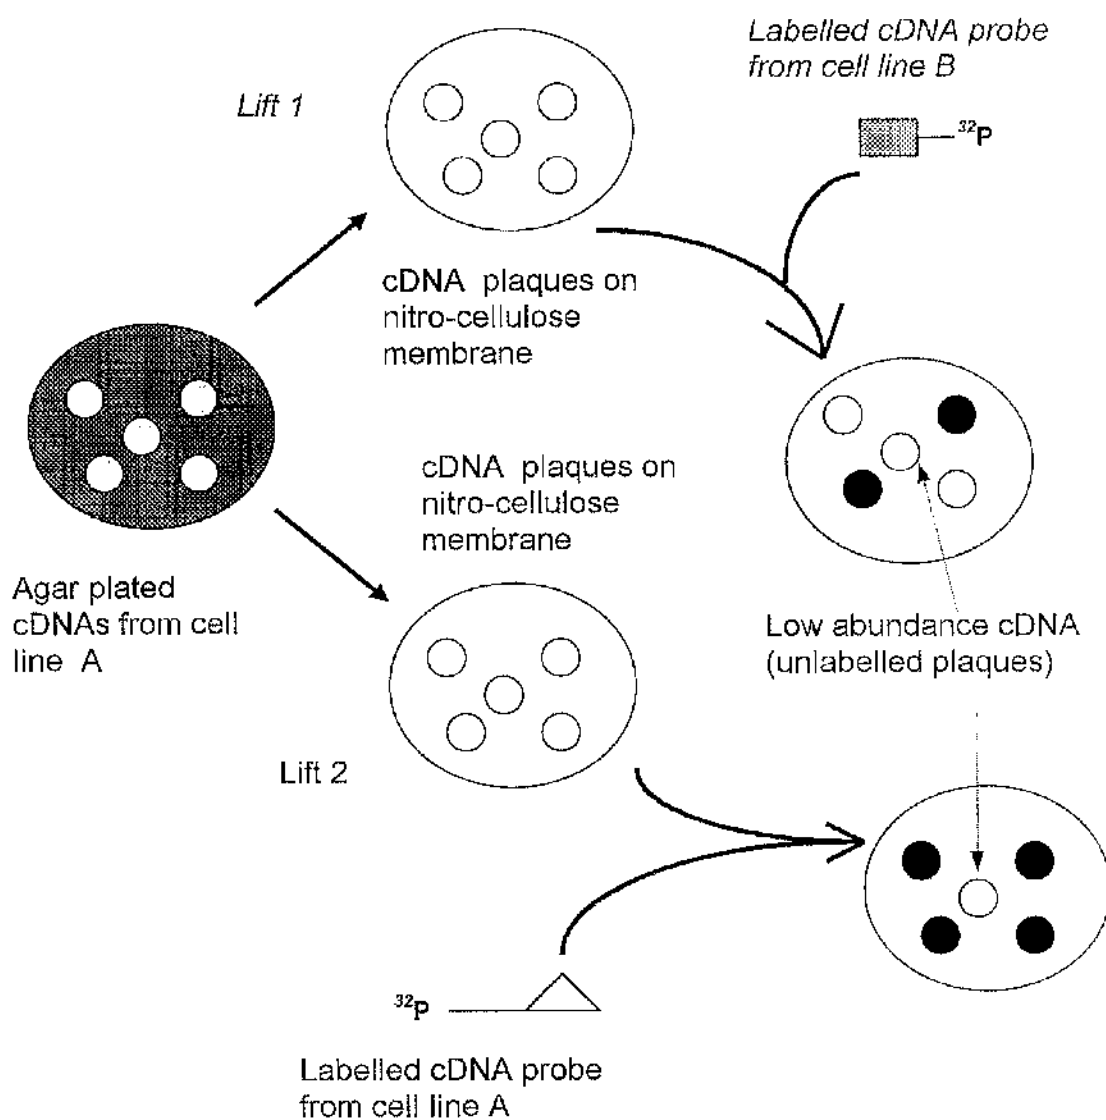 Labelled cDNA probe
from cell line B
Lift 1
³²P
cDNA plaques on
nitro-cellulose
membrane
cDNA plaques on
nitro-cellulose
membrane
Agar plated
cDNAs from cell
line A
Low abundance cDNA
(unlabelled plaques)
Lift 2
³²P
Labelled cDNA probe
from cell line A